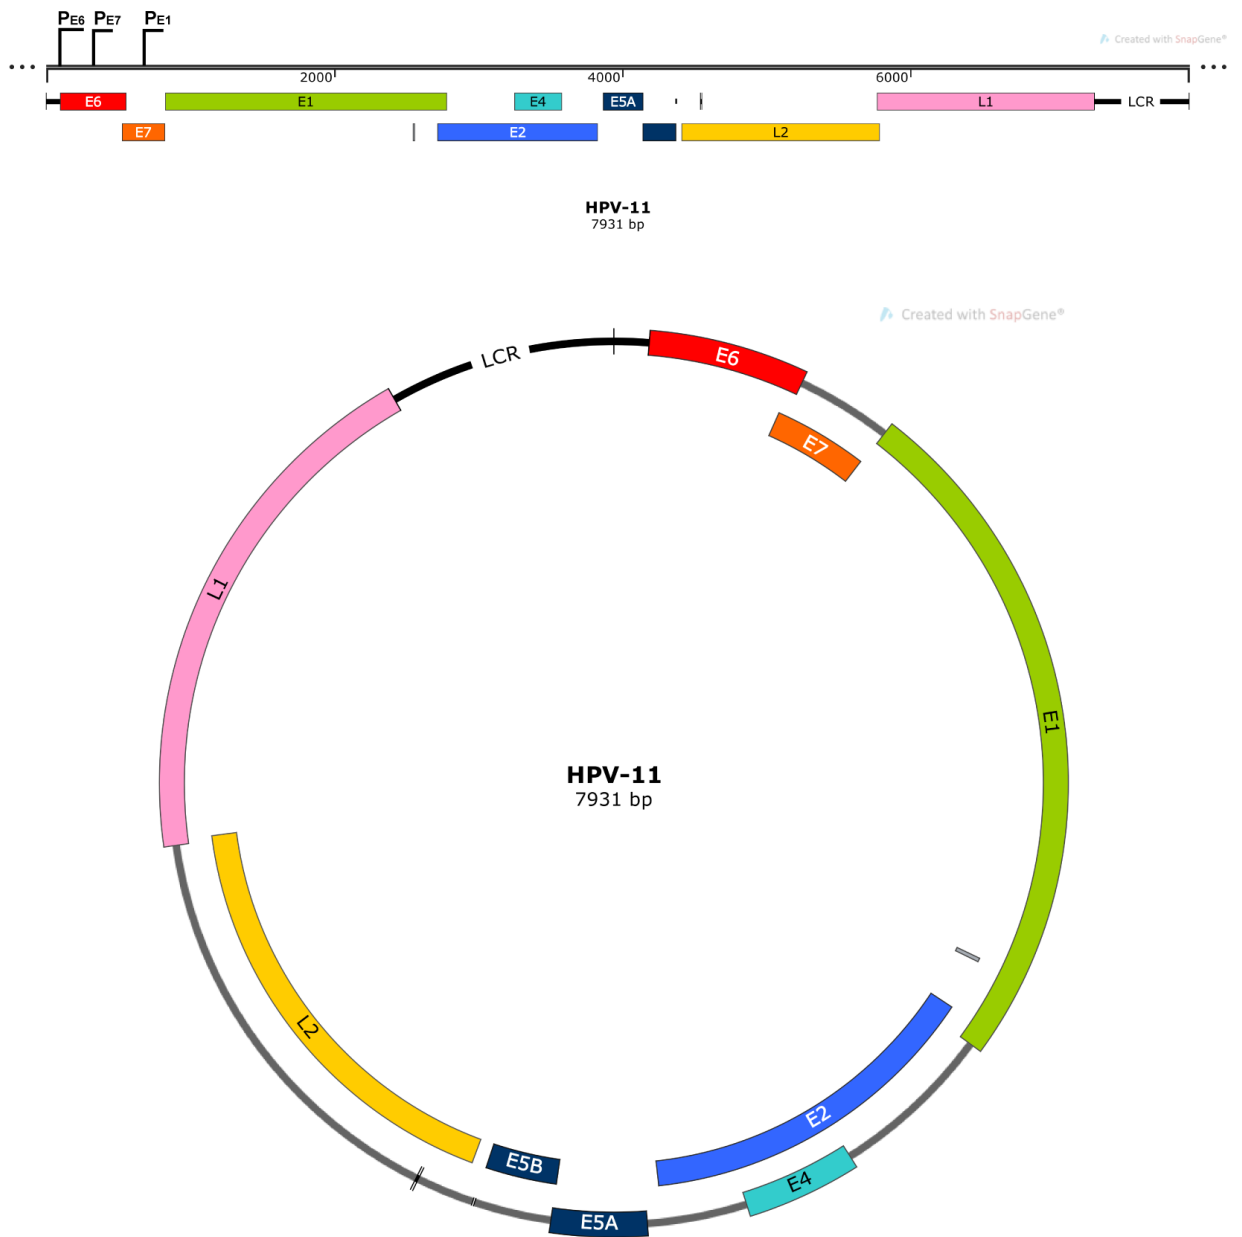 PE6 PE7 PE1
Created with SnapGene®
2000 4000 6000
E6 E1 E4 E5A L1 LCR
E7 E2 L2
HPV-11
7931 bp
Created with SnapGene®
LCR
E6
E7
L1
E1
HPV-11
7931 bp
L2
E2
E5B
E4
E5A